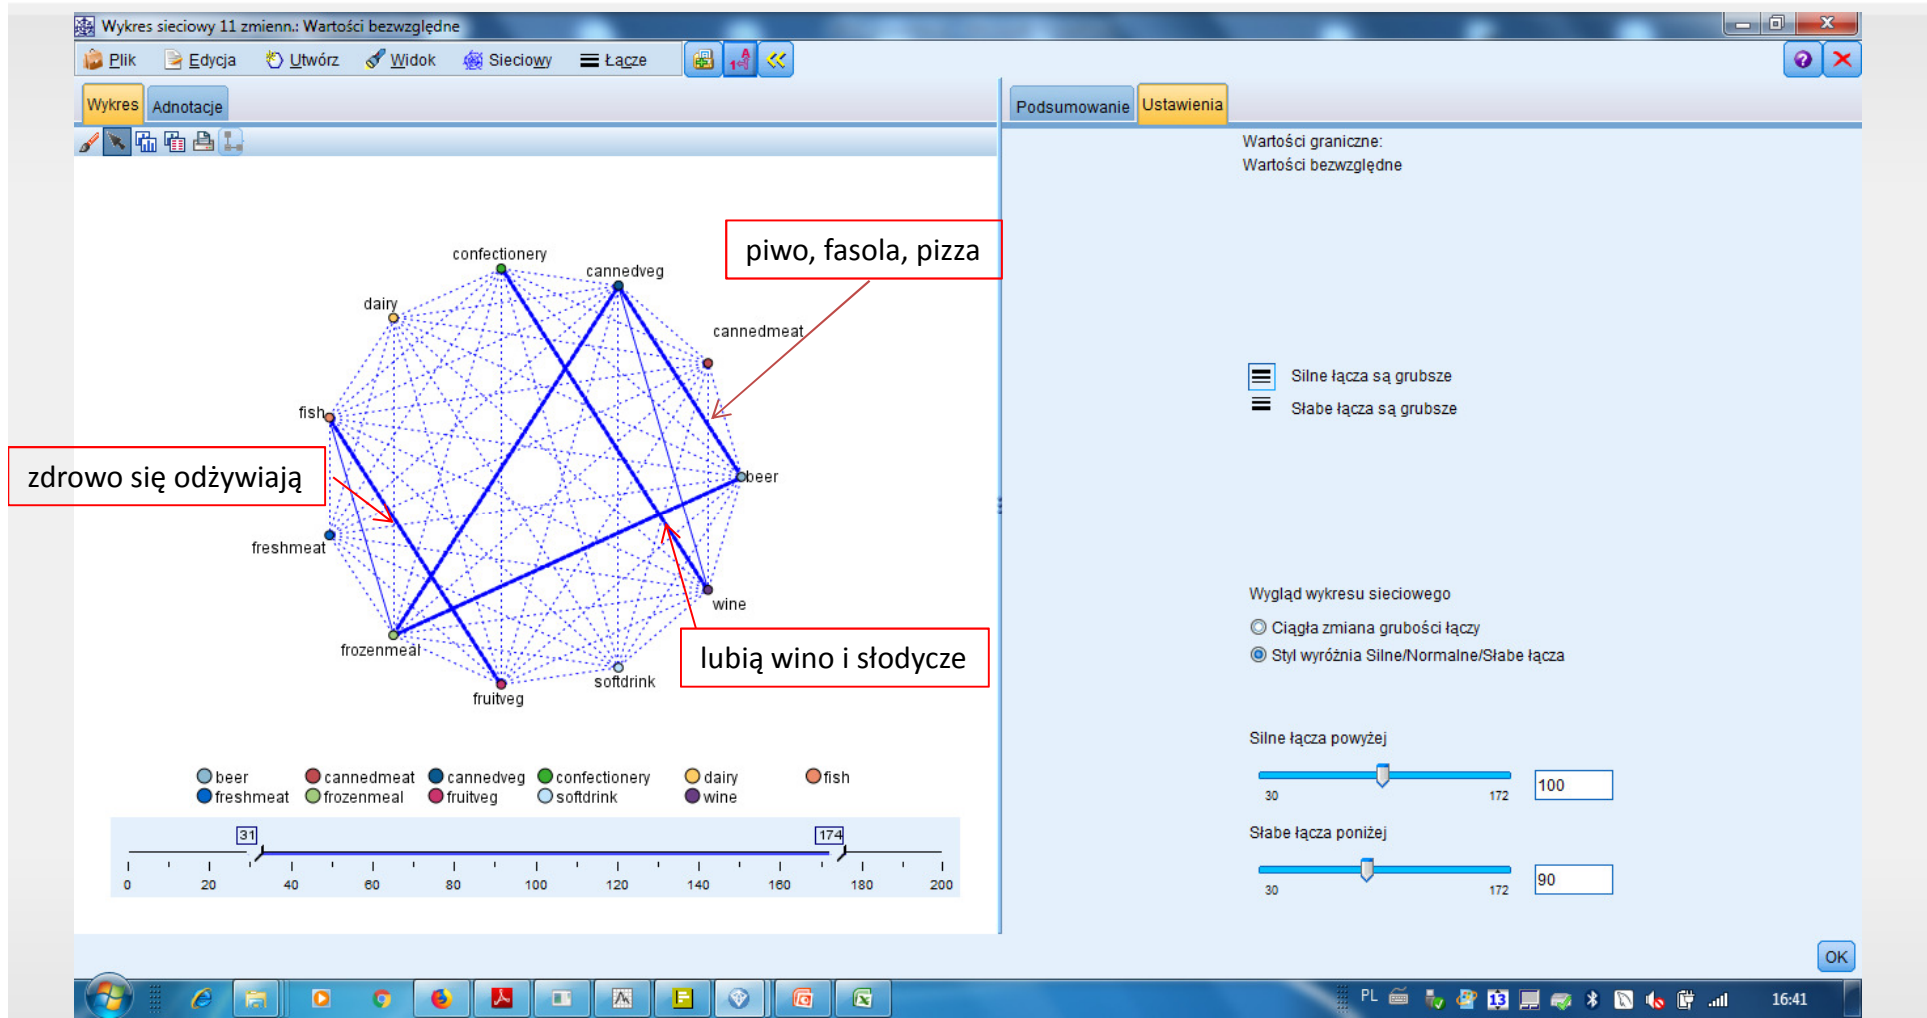 Wykres sieciowy 11 zmienn.: Wartości bezwzględne
Plik Edycja Utwórz Widok Sieciowy Łącze
Wykres Adnotacje
Podsumowanie Ustawienia
Wartości graniczne:
Wartości bezwzględne
piwo, fasola, pizza
confectionery
cannedveg
dairy
cannedmeat
Silne łącza są grubsze
Słabe łącza są grubsze
fish
zdrowo się odżywiają
beer
freshmeat
wine
Wygląd wykresu sieciowego
Ciągła zmiana grubości łączy
Styl wyróżnia Silne/Normalne/Słabe łącza
frozenmeal
lubią wino i słodycze
softdrink
fruitveg
Silne łącza powyżej
30 172 100
beer cannedmeat cannedveg confectionery dairy fish
freshmeat frozenmeal fruitveg softdrink wine
31 174
0 20 40 60 80 100 120 140 160 180 200
Słabe łącza poniżej
30 172 90
OK
PL 13 16:41